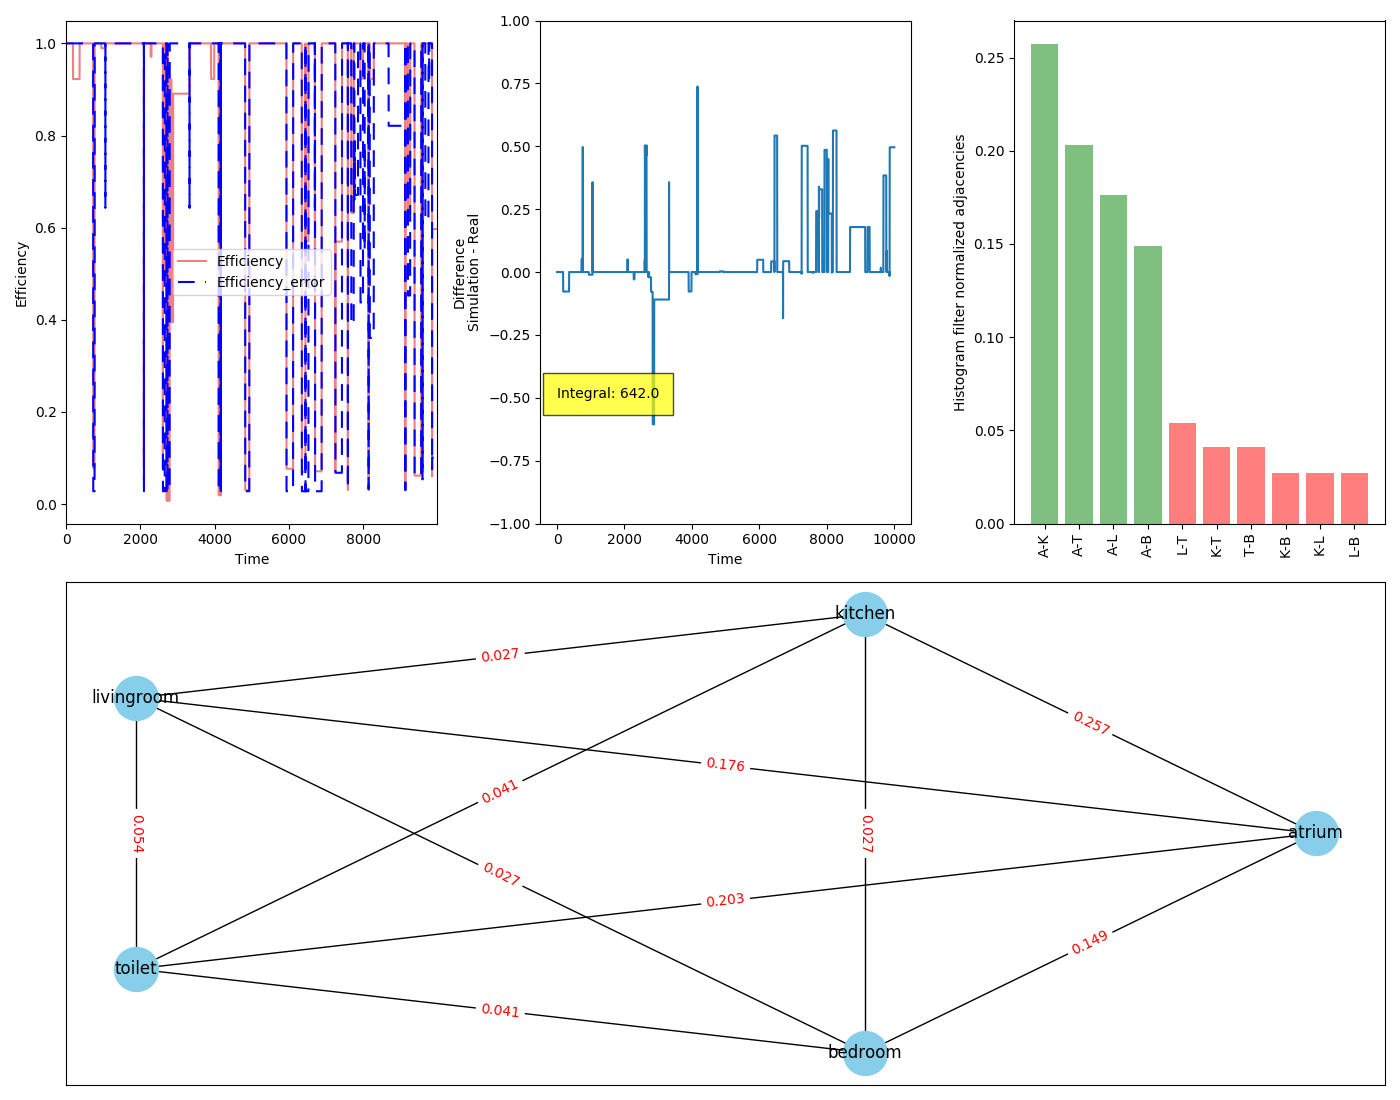 1.0
0.8
0.6
0.4
0.2
0.0
Efficiency
Efficiency
Efficiency_error
0
2000
4000
6000
8000
Time
1.00
0.75
0.50
0.25
0.00
−0.25
−0.50
−0.75
−1.00
Difference
Simulation - Real
Integral: 642.0
0
2000
4000
6000
8000
10000
Time
0.25
0.20
0.15
0.10
0.05
0.00
Histogram filter normalized adjacencies
A-K
A-T
A-L
A-B
L-T
K-T
T-B
K-B
K-L
L-B
kitchen
livingroom
atrium
toilet
bedroom
0.027
0.257
0.176
0.041
0.054
0.027
0.027
0.203
0.149
0.041